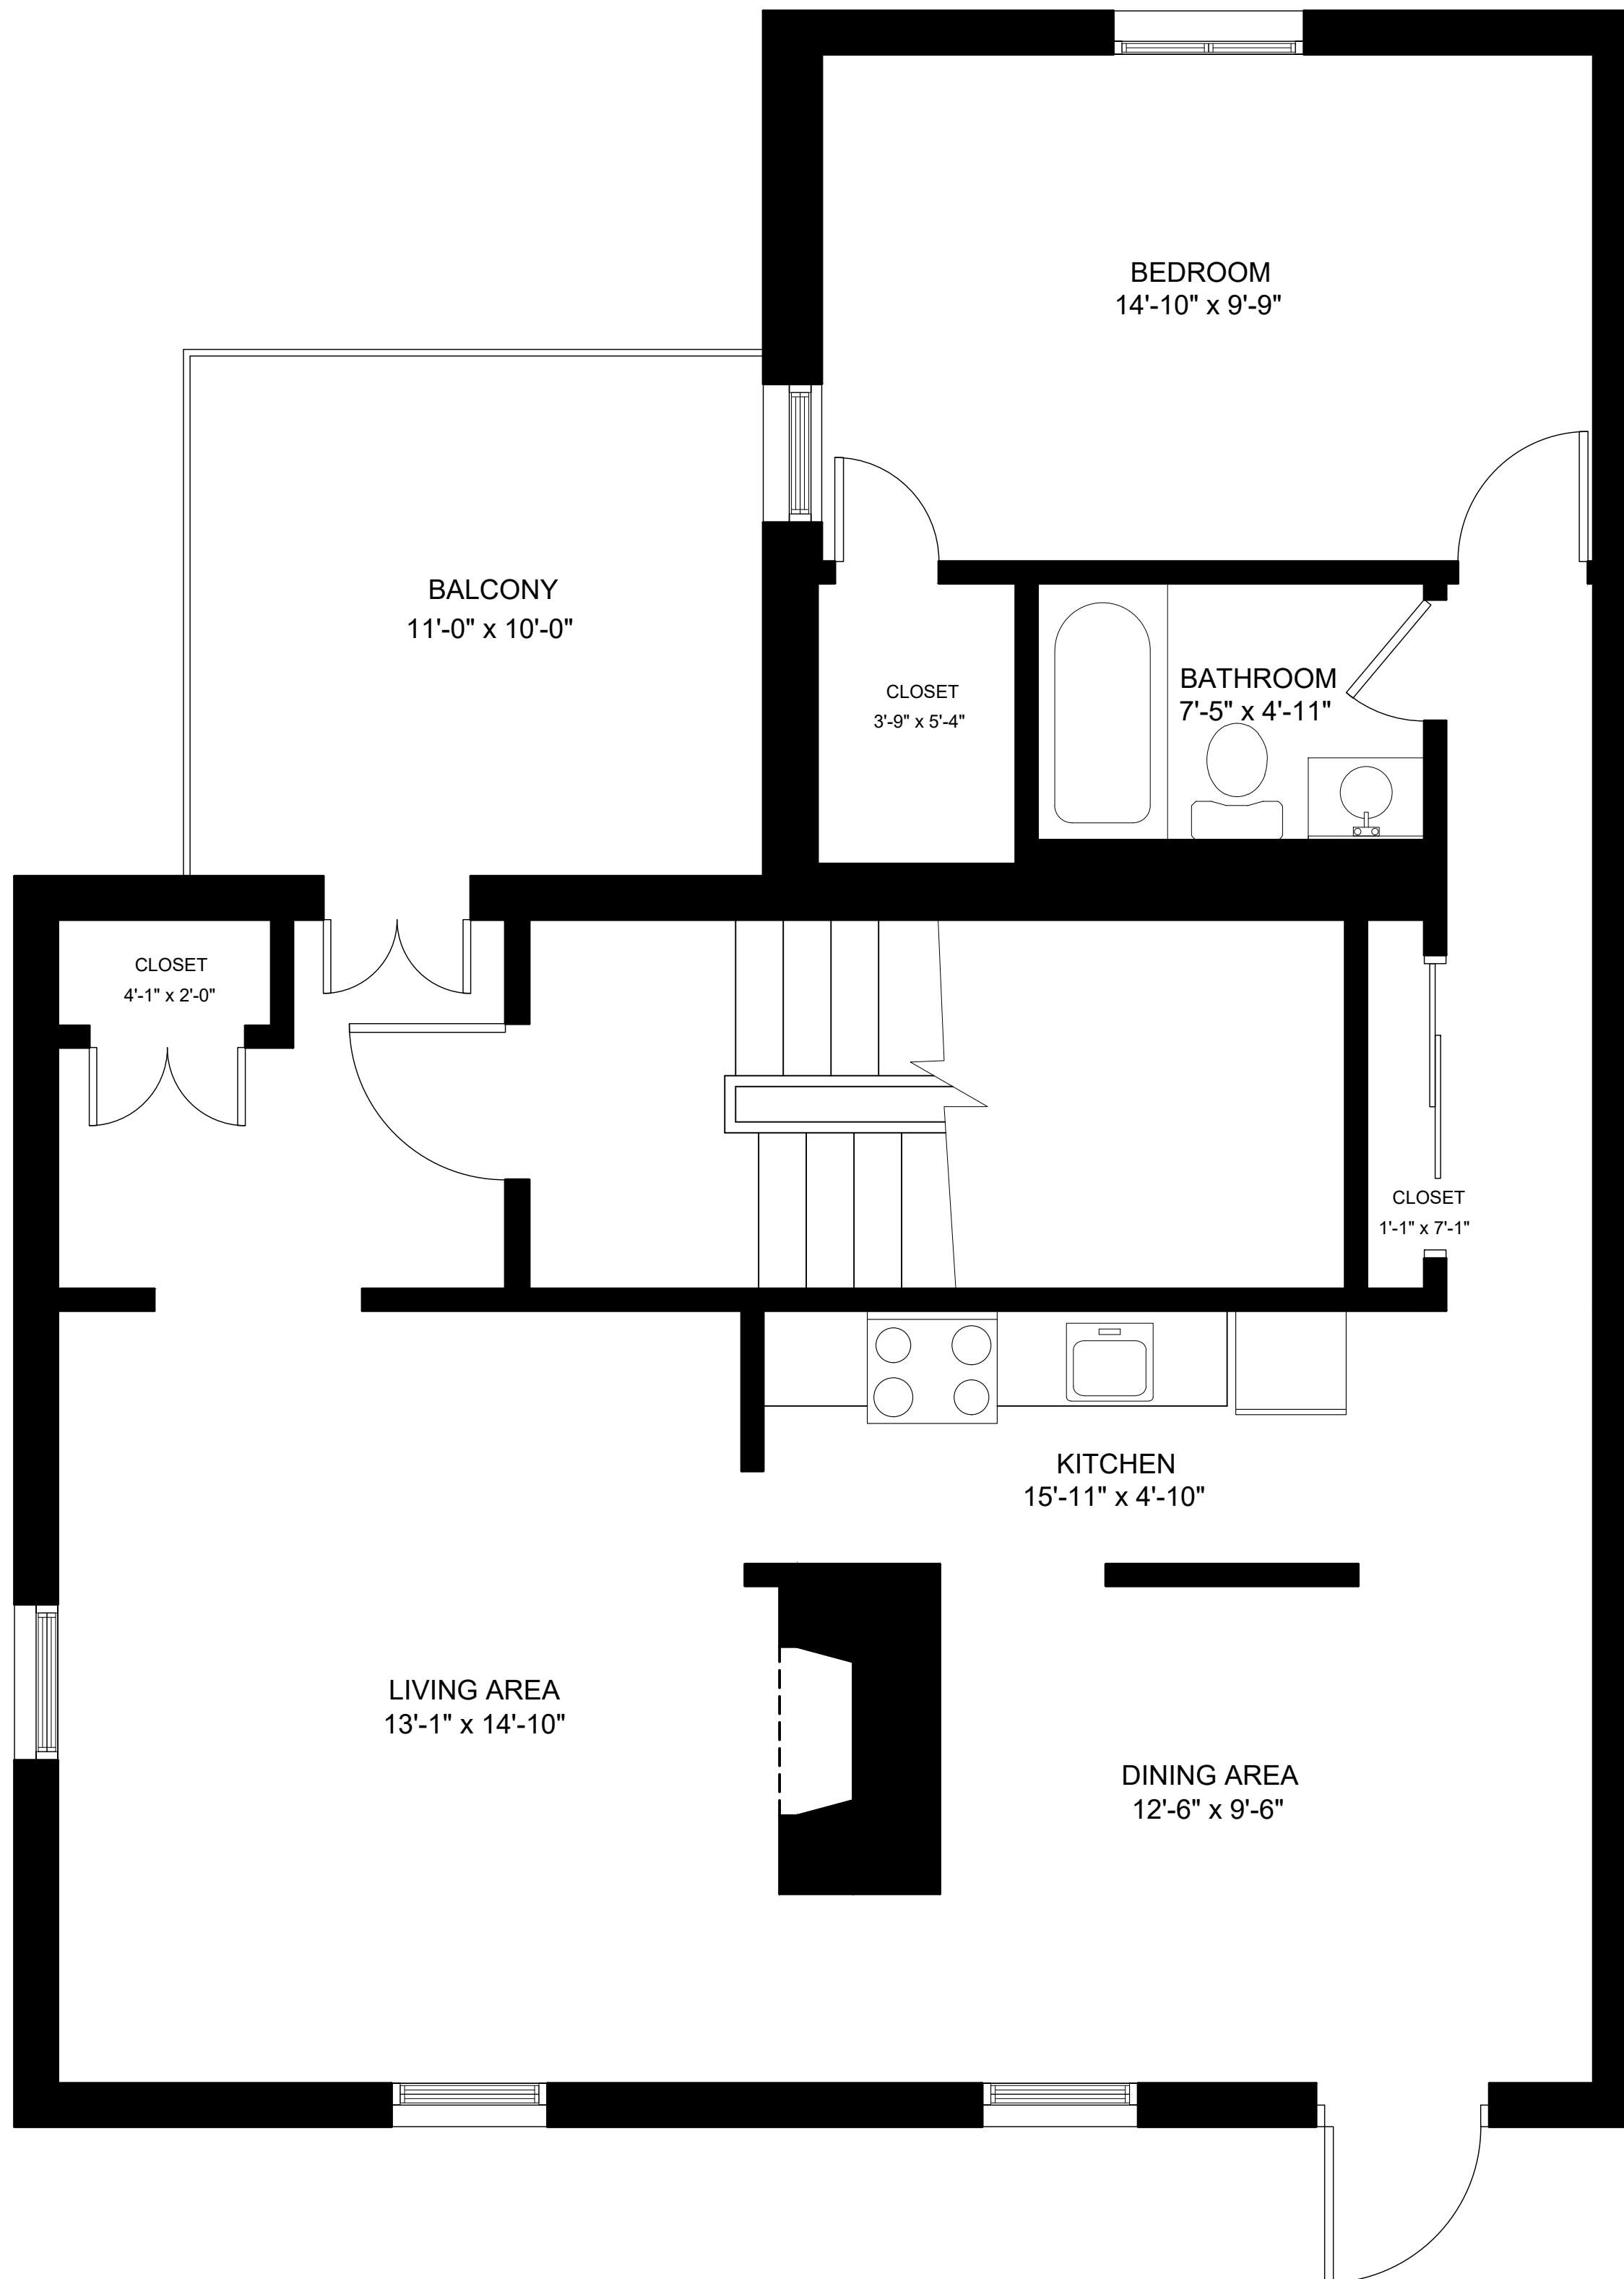 BEDROOM
14'-10" x 9'-9"
BALCONY
11'-0" x 10'-0"
CLOSET
3'-9" x 5'-4"
BATHROOM
7'-5" x 4'-11"
CLOSET
4'-1" x 2'-0"
CLOSET
1'-1" x 7'-1"
KITCHEN
15'-11" x 4'-10"
LIVING AREA
13'-1" x 14'-10"
DINING AREA
12'-6" x 9'-6"